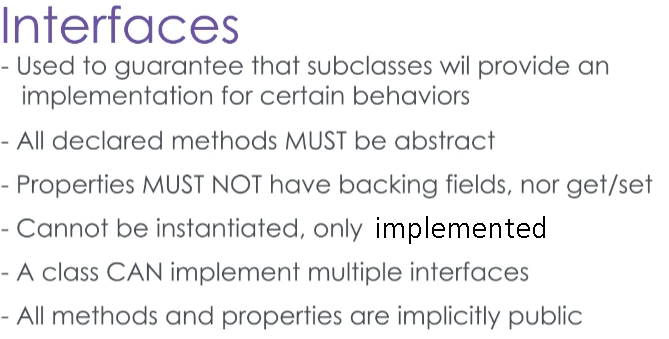 Interfaces
- Used to guarantee that subclasses wil provide an
implementation for certain behaviors
- All declared methods MUST be abstract
- Properties MUST NOT have backing fields, nor get/set
- Cannot be instantiated, only implemented
- A class CAN implement multiple interfaces
- All methods and properties are implicitly public